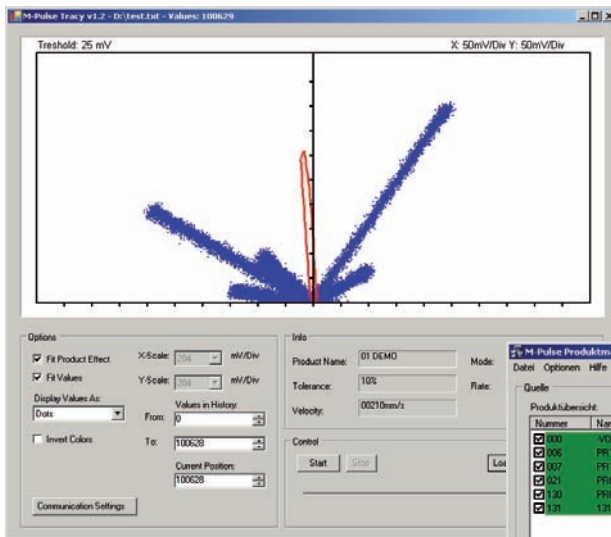 M-Pulse Tracy v1.2 - D:\test.txt - Values: 100629
Treshold: 25 mV
X: 50mV/Div Y: 50mV/Div
Options
Fit Product Effect
X-Scale: 204 mV/Div
Fit Values
Y-Scale: 204 mV/Div
Display Values As:
Dots
Values in History:
From: 0
Invert Colors
To: 100628
Current Position:
100628
Communication Settings
Info
Product Name: 01 DEMO
Mode:
Tolerance: 10%
Rate:
Velocity: 00210mm/s
Control
Start
Stop
M-Pulse
Datei Optionen Hilfe
Quelle
Produktübersicht:
Nummer
000
006
007
021
130
131 131